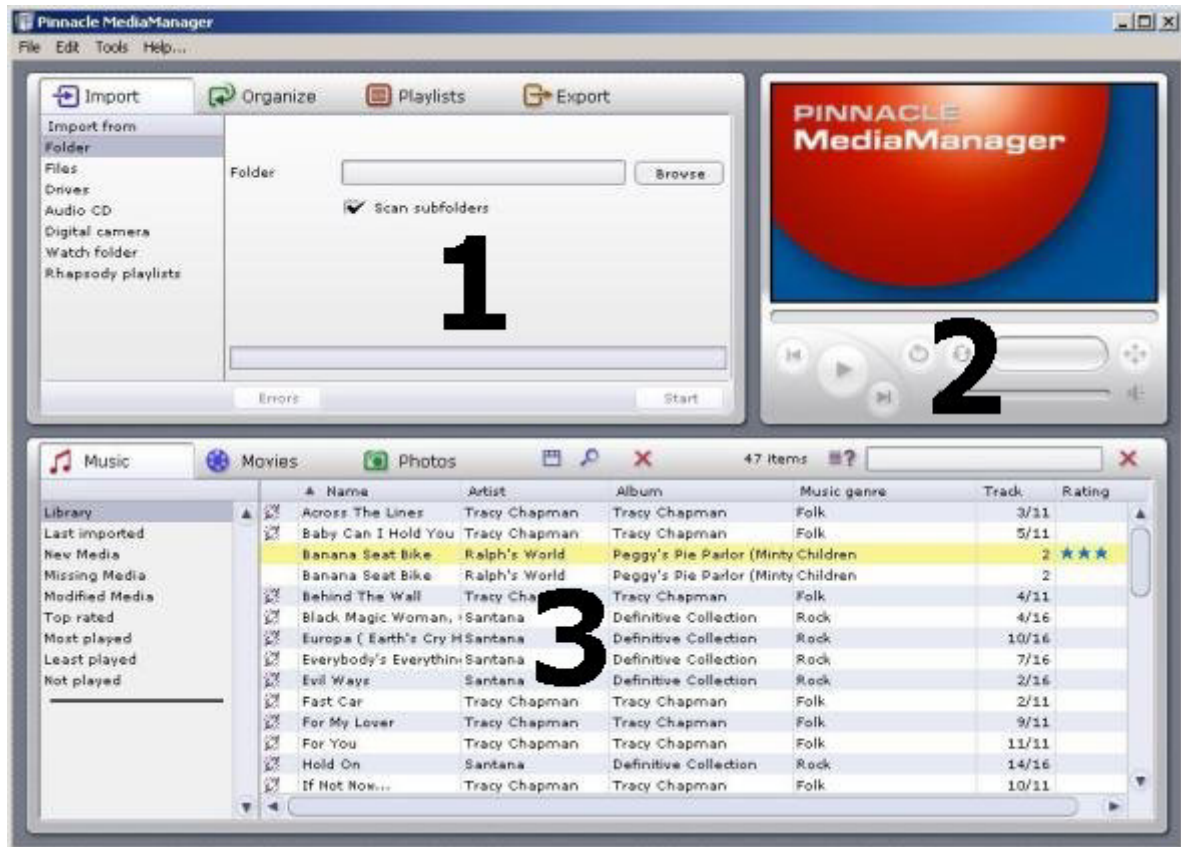 Pinnacle MediaManager
File Edit Tools Help...
Import Organize Playlists Export
Import from
Folder
Files
Drives
Audio CD
Digital camera
Watch folder
Rhapsody playlists
Folder Browse
Scan subfolders
1
Errors Start
PINNACLE
MediaManager
2
Music Movies Photos 47 items ?
Library
Last imported
New Media
Missing Media
Modified Media
Top rated
Most played
Least played
Not played
Name Artist Album Music genre Track Rating
Across The Lines Tracy Chapman Tracy Chapman Folk 3/11
Baby Can I Hold You Tracy Chapman Tracy Chapman Folk 5/11
Banana Seat Bike Ralph's World Peggy's Pie Parlor (Minty Children 2 ★★★
Banana Seat Bike Ralph's World Peggy's Pie Parlor (Minty Children 2
Behind The Wall Tracy Chapman Tracy Chapman Folk 4/11
Black Magic Woman, Santana Definitive Collection Rock 4/16
Europa ( Earth's Cry H Santana Definitive Collection Rock 10/16
Everybody's Everythin Santana Definitive Collection Rock 7/16
Evil Ways Santana Definitive Collection Rock 2/16
Fast Car Tracy Chapman Tracy Chapman Folk 2/11
For My Lover Tracy Chapman Tracy Chapman Folk 9/11
For You Tracy Chapman Tracy Chapman Folk 11/11
Hold On Santana Definitive Collection Rock 14/16
If Not Now... Tracy Chapman Tracy Chapman Folk 10/11
3